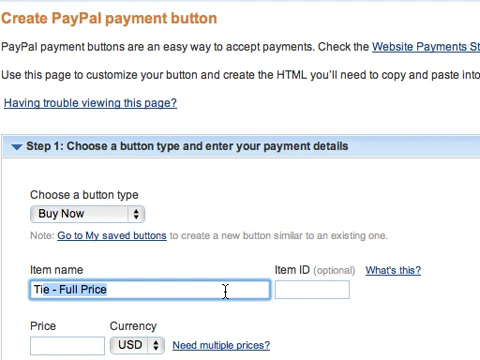 Create PayPal payment button
PayPal payment buttons are an easy way to accept payments. Check the Website Payments St
Use this page to customize your button and create the HTML you'll need to copy and paste into
Having trouble viewing this page?
Step 1: Choose a button type and enter your payment details
Choose a button type
Buy Now
Note: Go to My saved buttons to create a new button similar to an existing one.
Item name Item ID (optional) What's this?
Tie - Full Price
Price Currency
USD Need multiple prices?